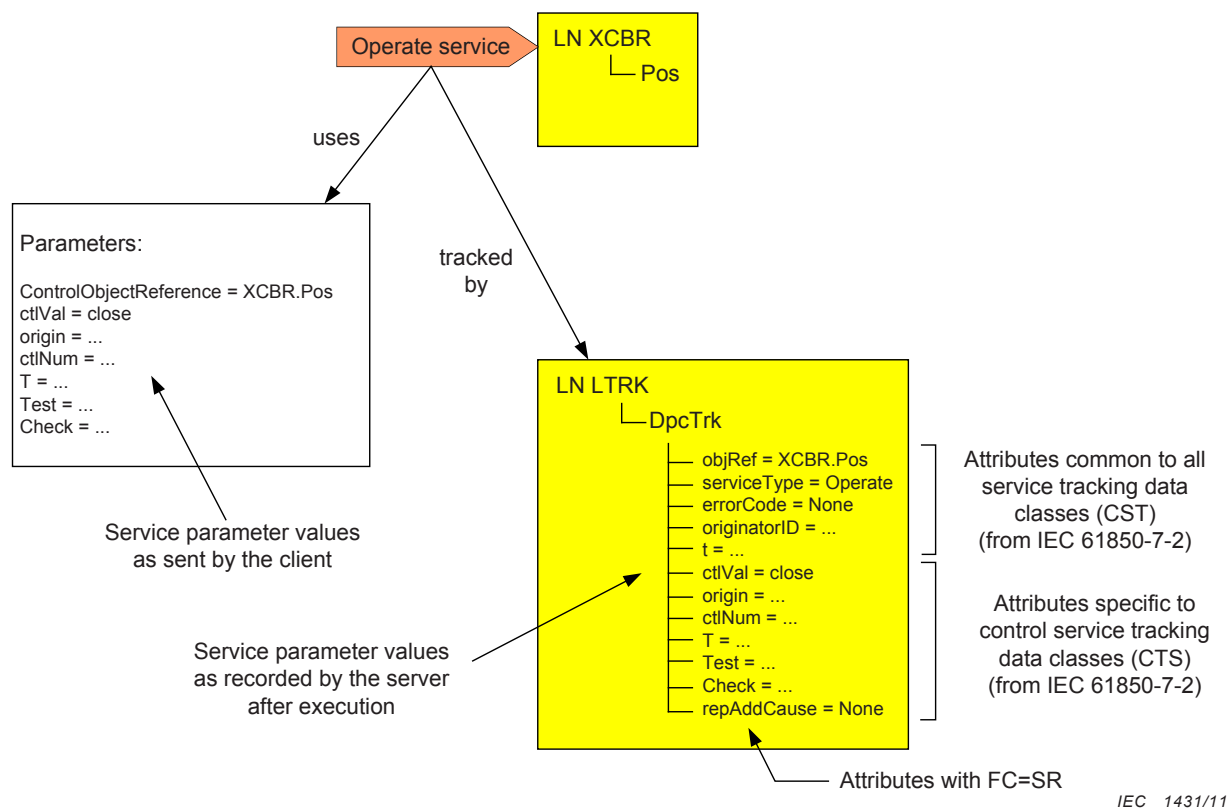 Operate service
LN XCBR
Pos
uses
Parameters:
ControlObjectReference = XCBR.Pos
ctlVal = close
origin = ...
ctlNum = ...
T = ...
Test = ...
Check = ...
tracked
by
Service parameter values
as sent by the client
LN LTRK
DpcTrk
objRef = XCBR.Pos
serviceType = Operate
errorCode = None
originatorID = ...
t = ...
ctlVal = close
origin = ...
ctlNum = ...
T = ...
Test = ...
Check = ...
repAddCause = None
Attributes common to all
service tracking data
classes (CST)
(from IEC 61850-7-2)
Attributes specific to
control service tracking
data classes (CTS)
(from IEC 61850-7-2)
Service parameter values
as recorded by the server
after execution
Attributes with FC=SR
IEC 1431/11